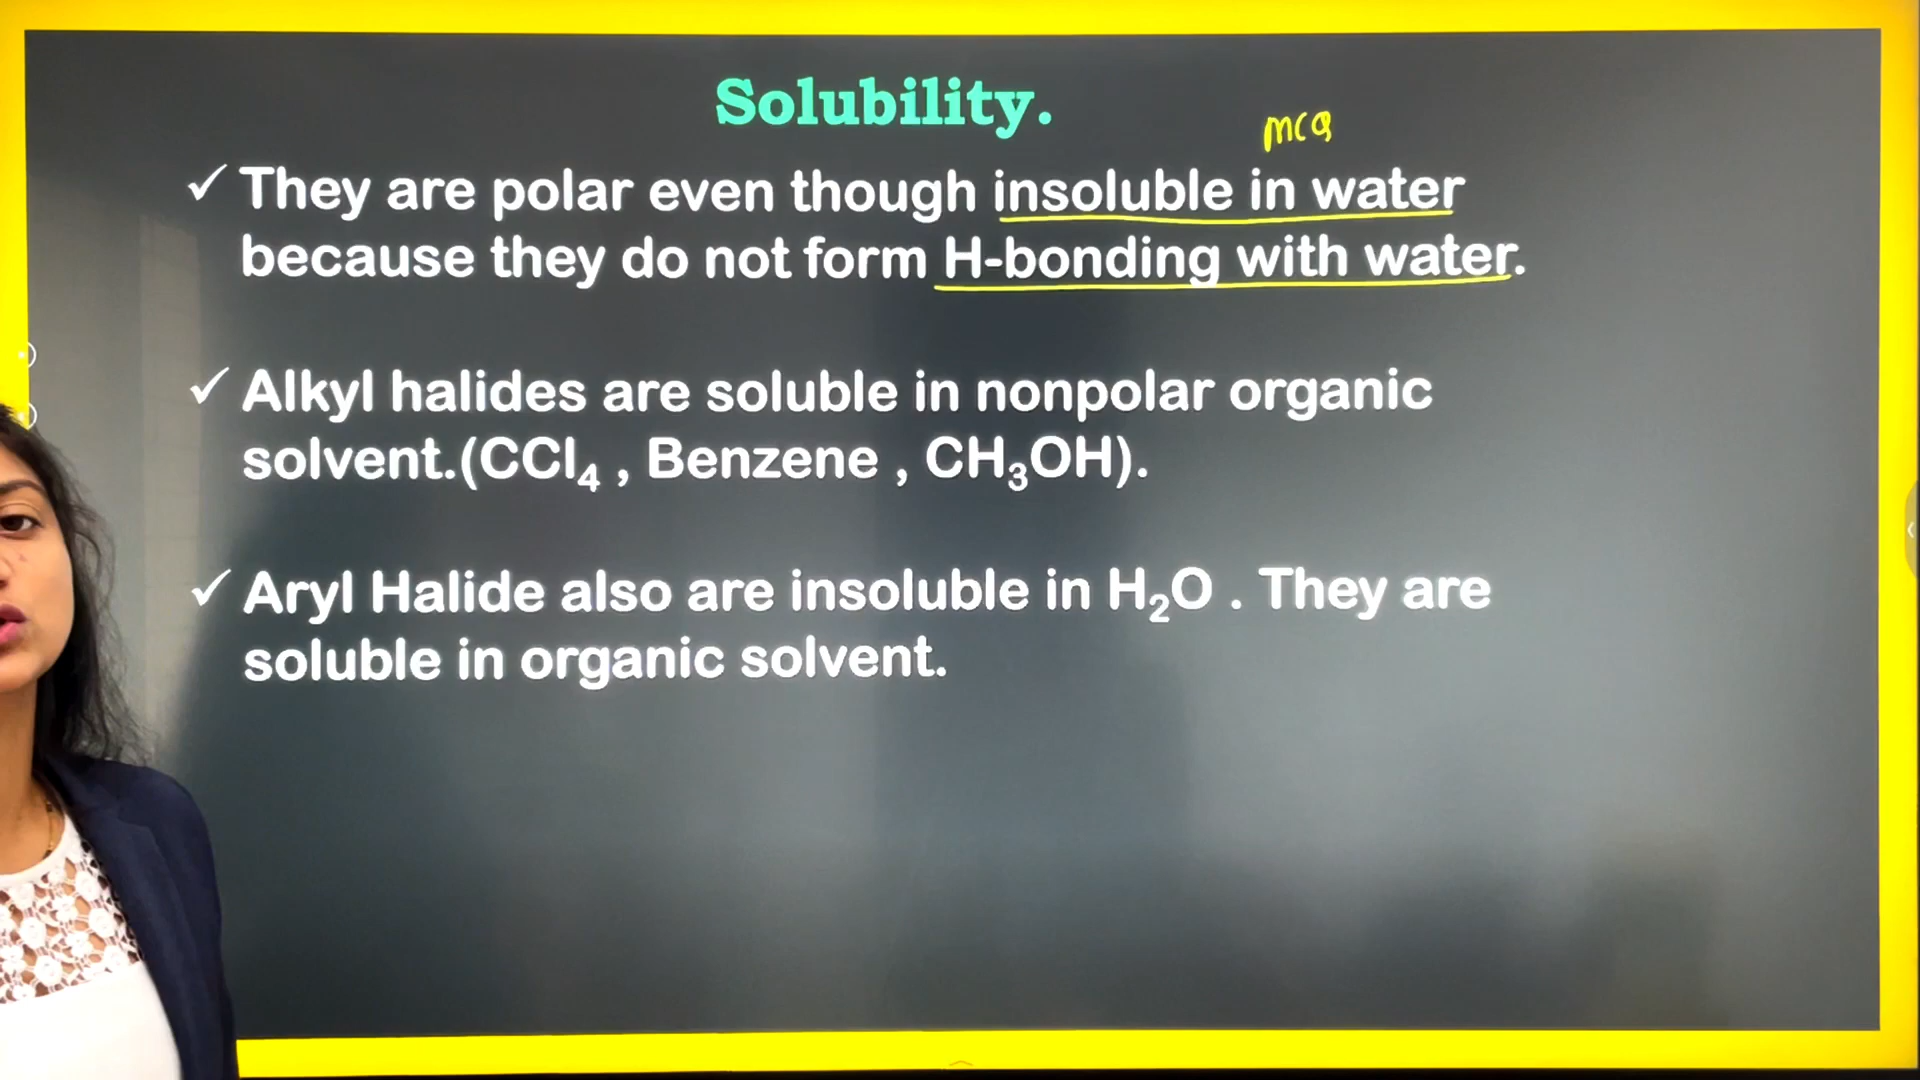 Solubility.
MCQ
✓ They are polar even though insoluble in water
because they do not form H-bonding with water.
✓ Alkyl halides are soluble in nonpolar organic
solvent.(CCl₄ , Benzene , CH₃OH).
✓ Aryl Halide also are insoluble in H₂O . They are
soluble in organic solvent.